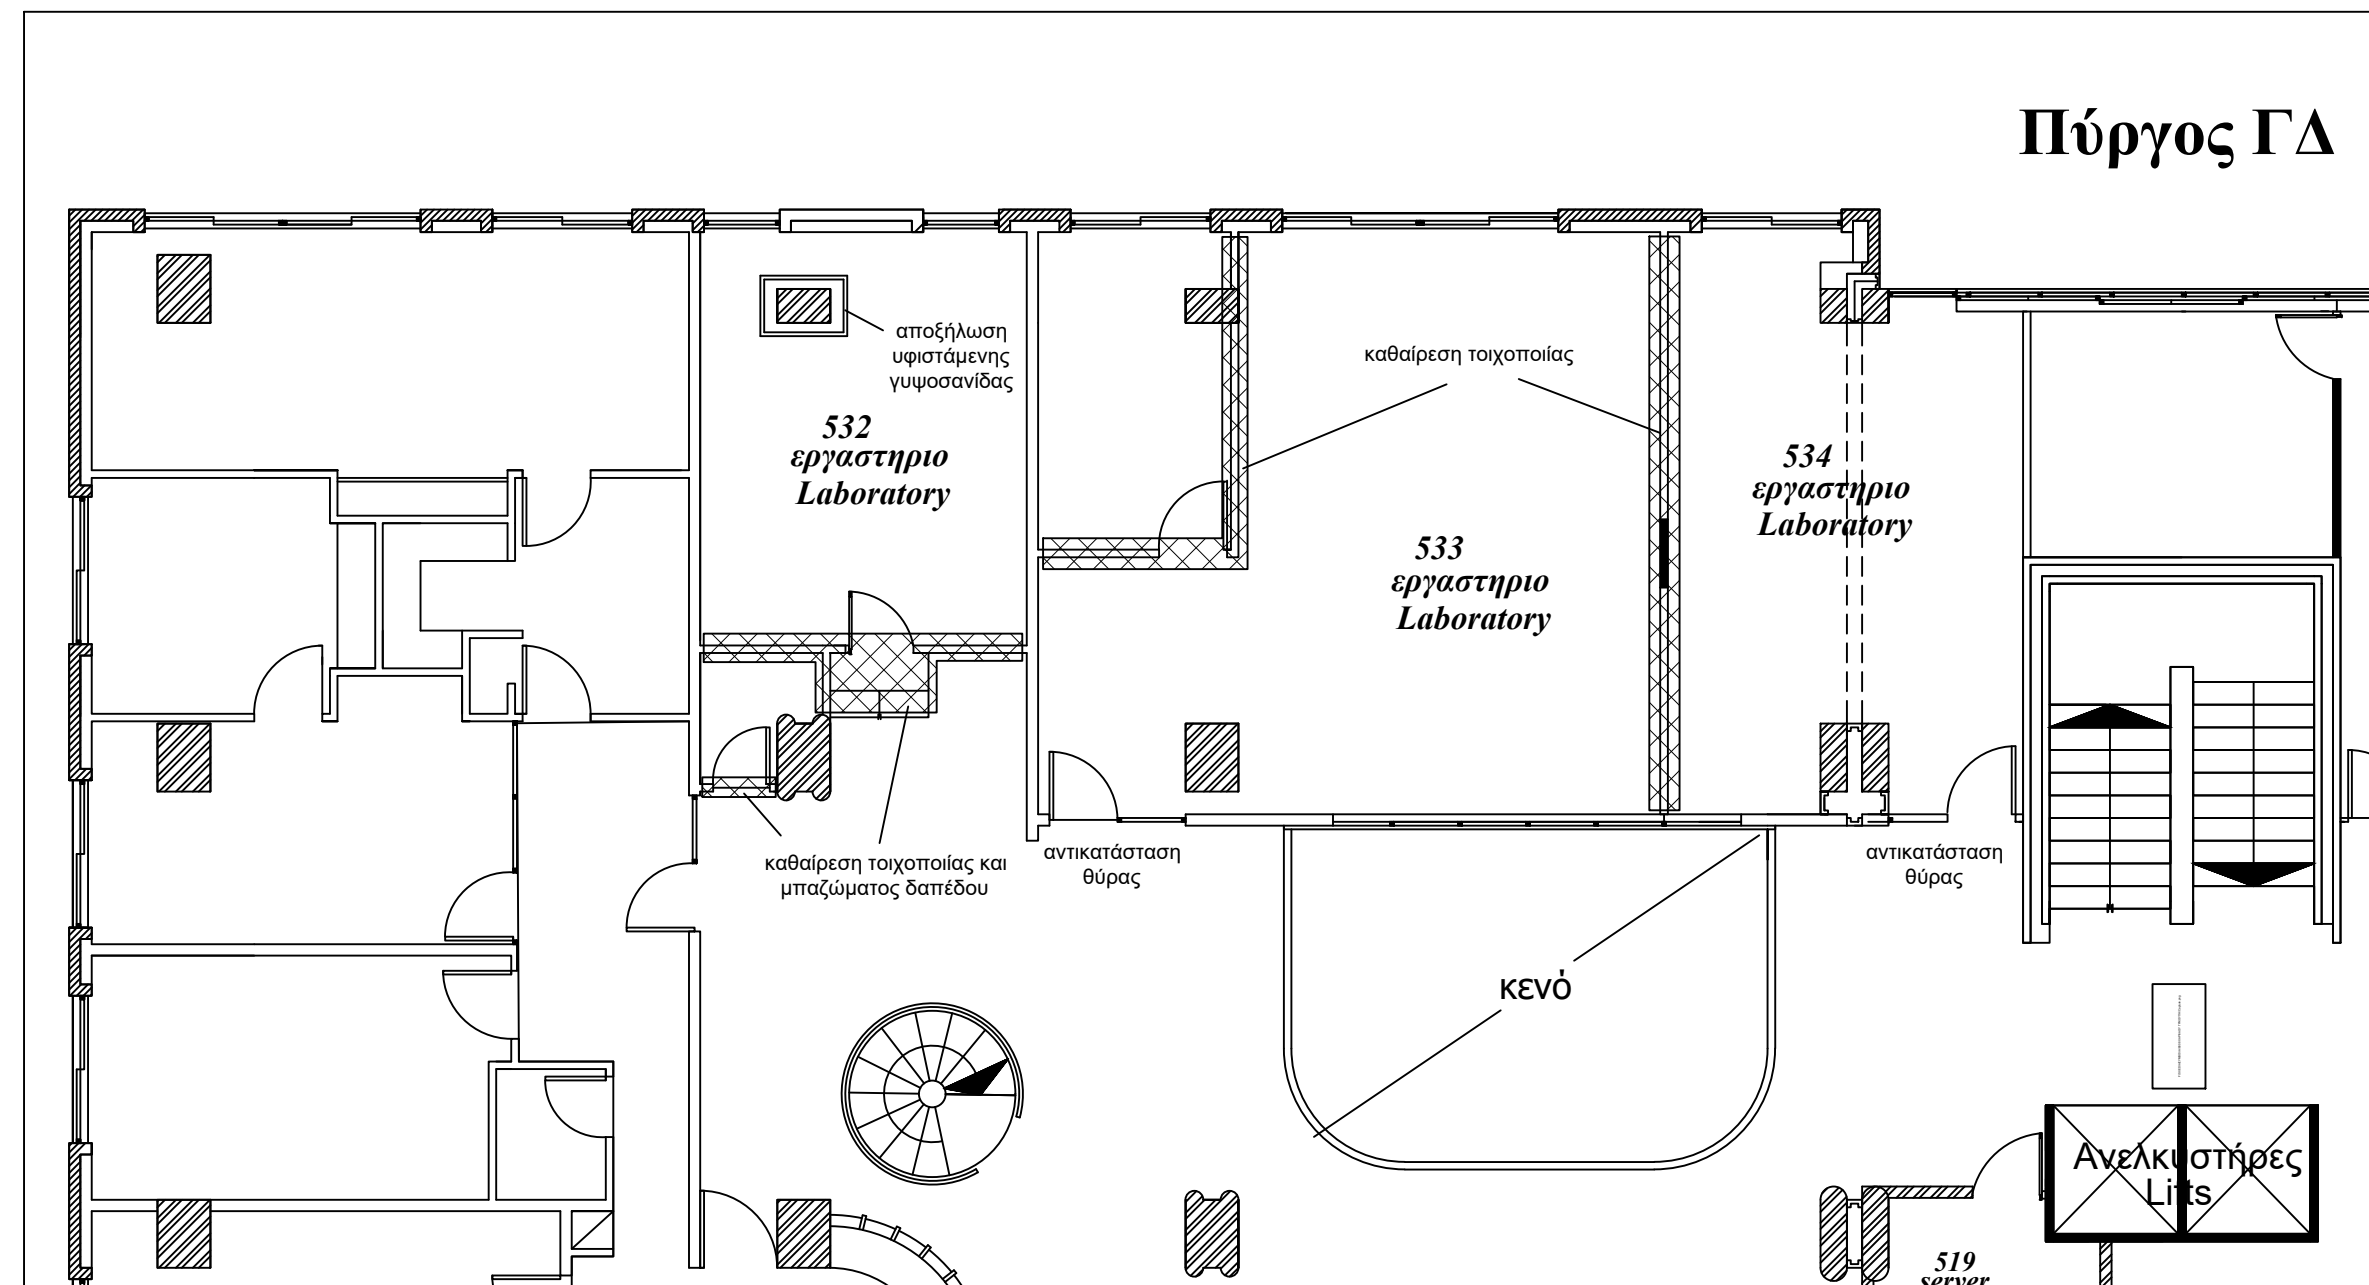 Πύργος ΓΔ
αποξήλωση
υφιστάμενης
γυψοσανίδας
καθαίρεση τοιχοποιίας
532
εργαστηριο
Laboratory
534
εργαστηριο
Laboratory
533
εργαστηριο
Laboratory
καθαίρεση τοιχοποιίας και
μπαζώματος δαπέδου
αντικατάσταση
θύρας
αντικατάσταση
θύρας
κενό
Ανελκυστήρες
Lifts
519
server